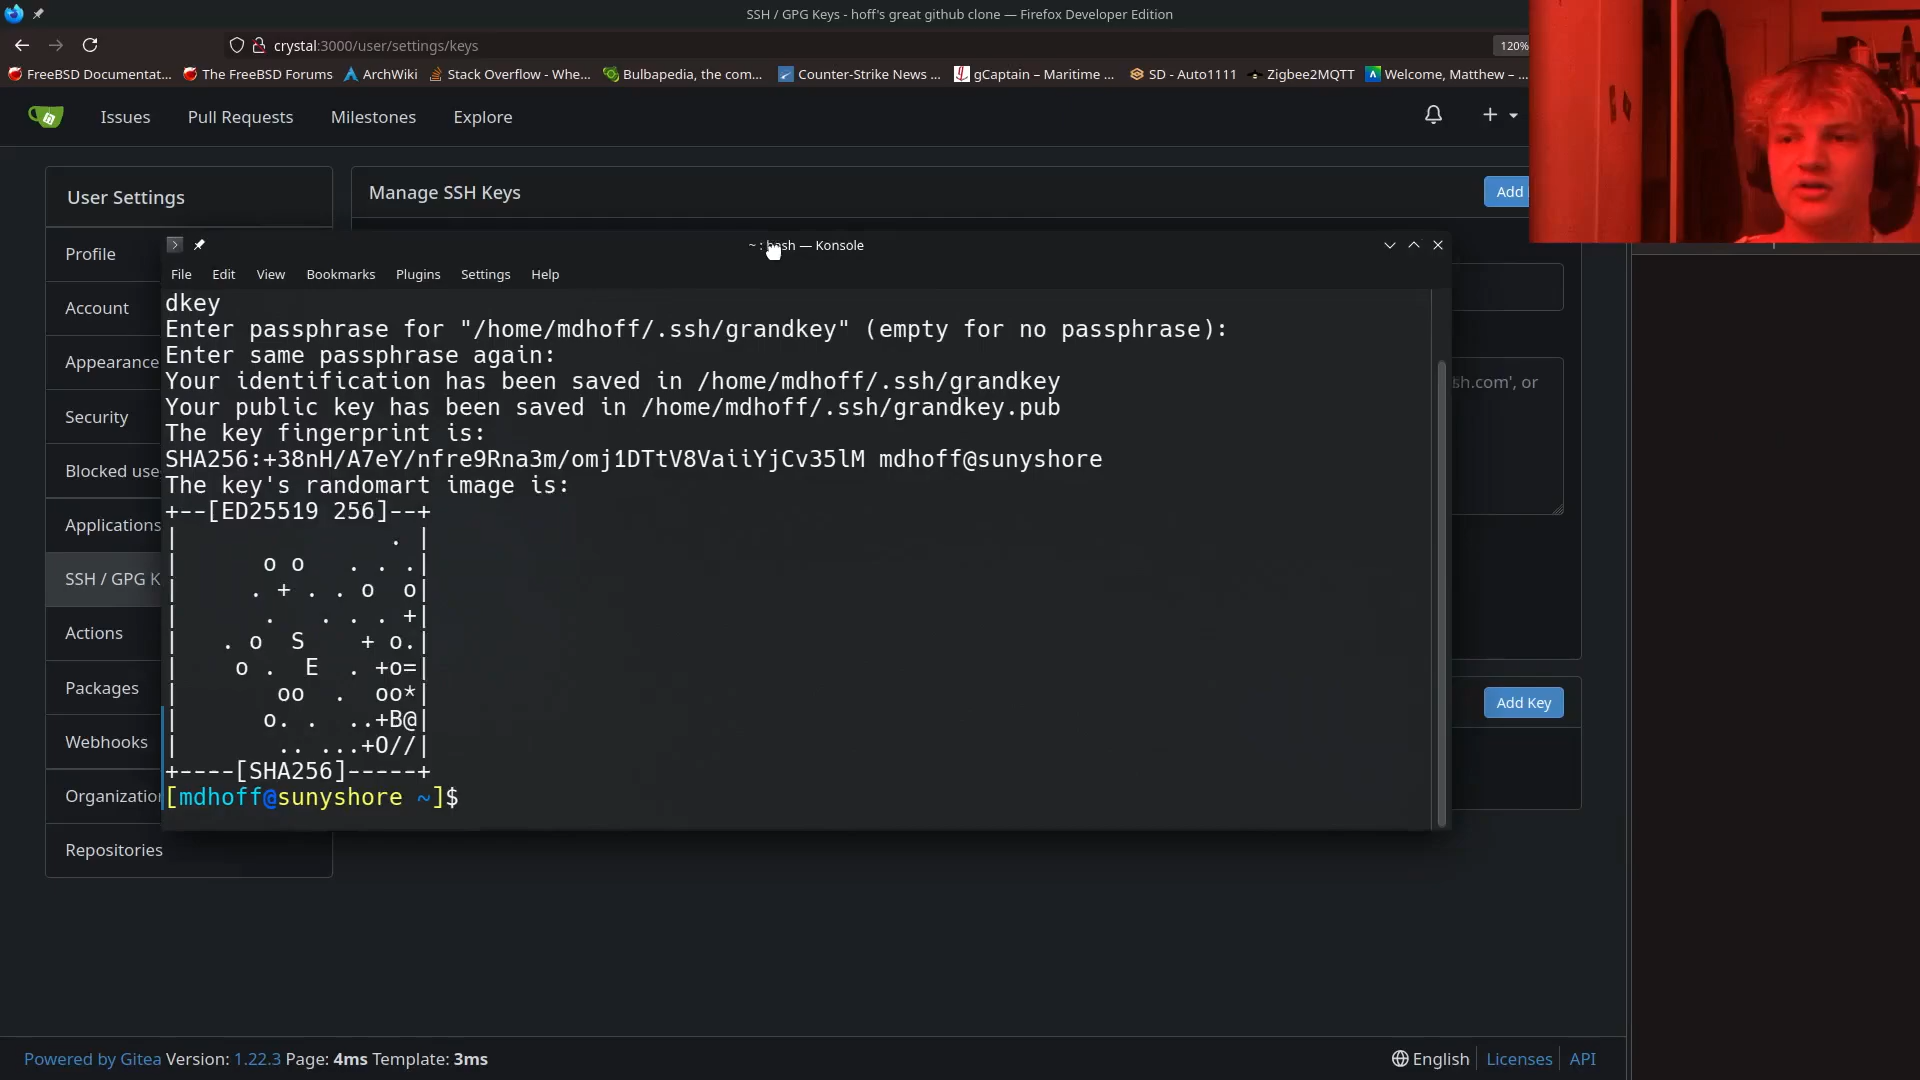 SSH / GPG Keys - hoff's great github clone — Firefox Developer Edition
crystal:3000/user/settings/keys
120%
FreeBSD Documentat...
The FreeBSD Forums
ArchWiki
Stack Overflow - Whe...
Bulbapedia, the com...
Counter-Strike News ...
gCaptain – Maritime ...
SD - Auto1111
Zigbee2MQTT
Welcome, Matthew – ...
Issues
Pull Requests
Milestones
Explore
User Settings
Manage SSH Keys
Add
Profile
Account
Appearance
Security
Blocked use
Applications
SSH / GPG K
Actions
Packages
Webhooks
Organization
Repositories
~ : bash — Konsole
File Edit View Bookmarks Plugins Settings Help
dkey
Enter passphrase for "/home/mdhoff/.ssh/grandkey" (empty for no passphrase):
Enter same passphrase again:
Your identification has been saved in /home/mdhoff/.ssh/grandkey
Your public key has been saved in /home/mdhoff/.ssh/grandkey.pub
The key fingerprint is:
SHA256:+38nH/A7eY/nfre9Rna3m/omj1DTtV8VaiiYjCv35lM mdhoff@sunyshore
The key's randomart image is:
+--[ED25519 256]--+
|                . |
|      o o   . . .|
|     . + . . o  o|
|      .   . . . +|
|   . o  S    + o.|
|    o .  E  . +o=|
|       oo  .  oo*|
|      o. .  ..+B@|
|       .. ...+O//|
+----[SHA256]-----+
[mdhoff@sunyshore ~]$
sh.com', or
Add Key
Powered by Gitea Version: 1.22.3 Page: 4ms Template: 3ms
English
Licenses
API